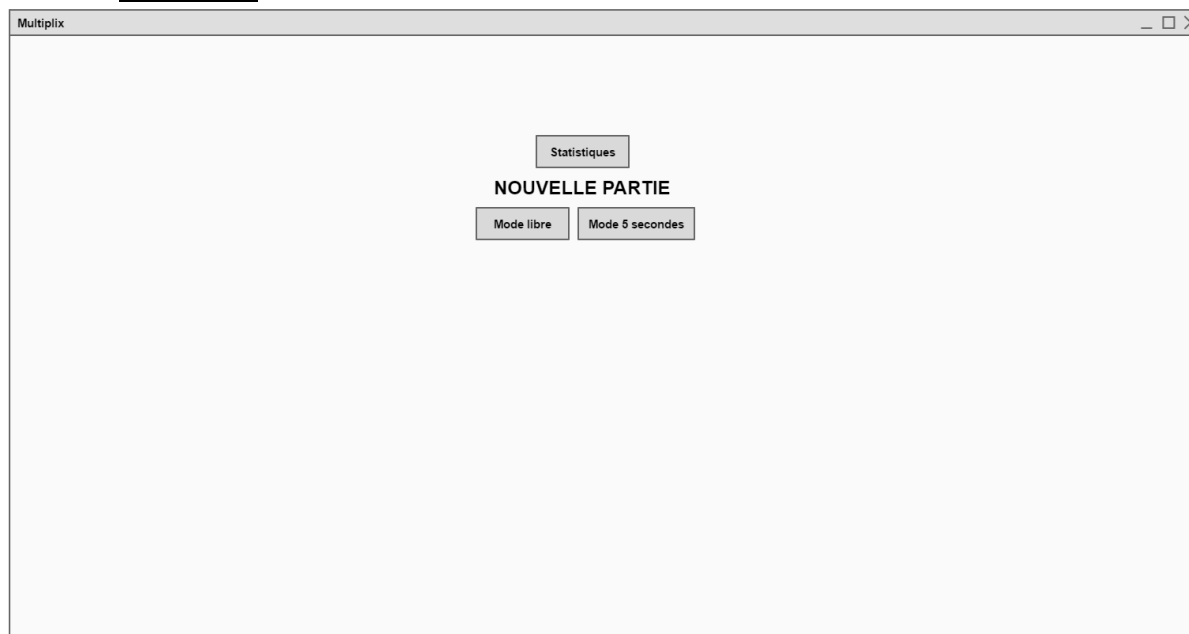 Multiplix
Statistiques
NOUVELLE PARTIE
Mode libre Mode 5 secondes